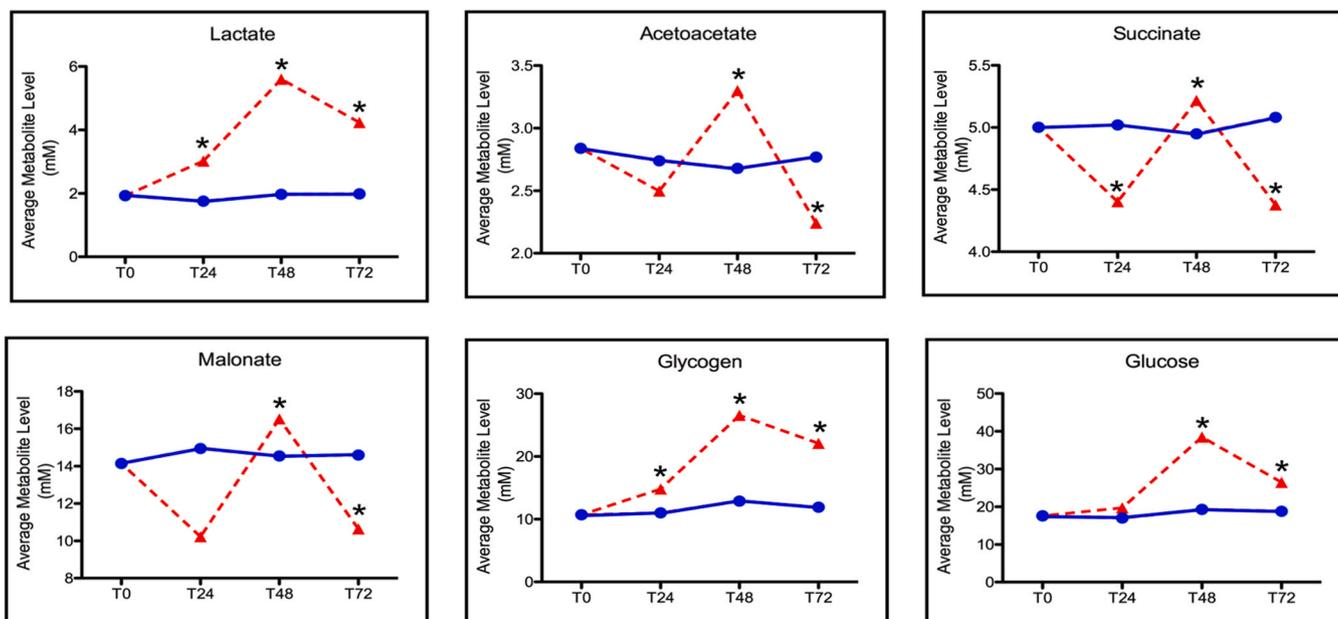 Lactate
Average Metabolite Level
(mM)
6
4
2
0
*
*
*
T0 T24 T48 T72
Acetoacetate
Average Metabolite Level
(mM)
3.5
3.0
2.5
2.0
*
*
T0 T24 T48 T72
Succinate
Average Metabolite Level
(mM)
5.5
5.0
4.5
4.0
*
*
*
T0 T24 T48 T72
Malonate
Average Metabolite Level
(mM)
18
16
14
12
10
8
*
*
T0 T24 T48 T72
Glycogen
Average Metabolite Level
(mM)
30
20
10
0
*
*
*
T0 T24 T48 T72
Glucose
Average Metabolite Level
(mM)
50
40
30
20
10
0
*
*
T0 T24 T48 T72